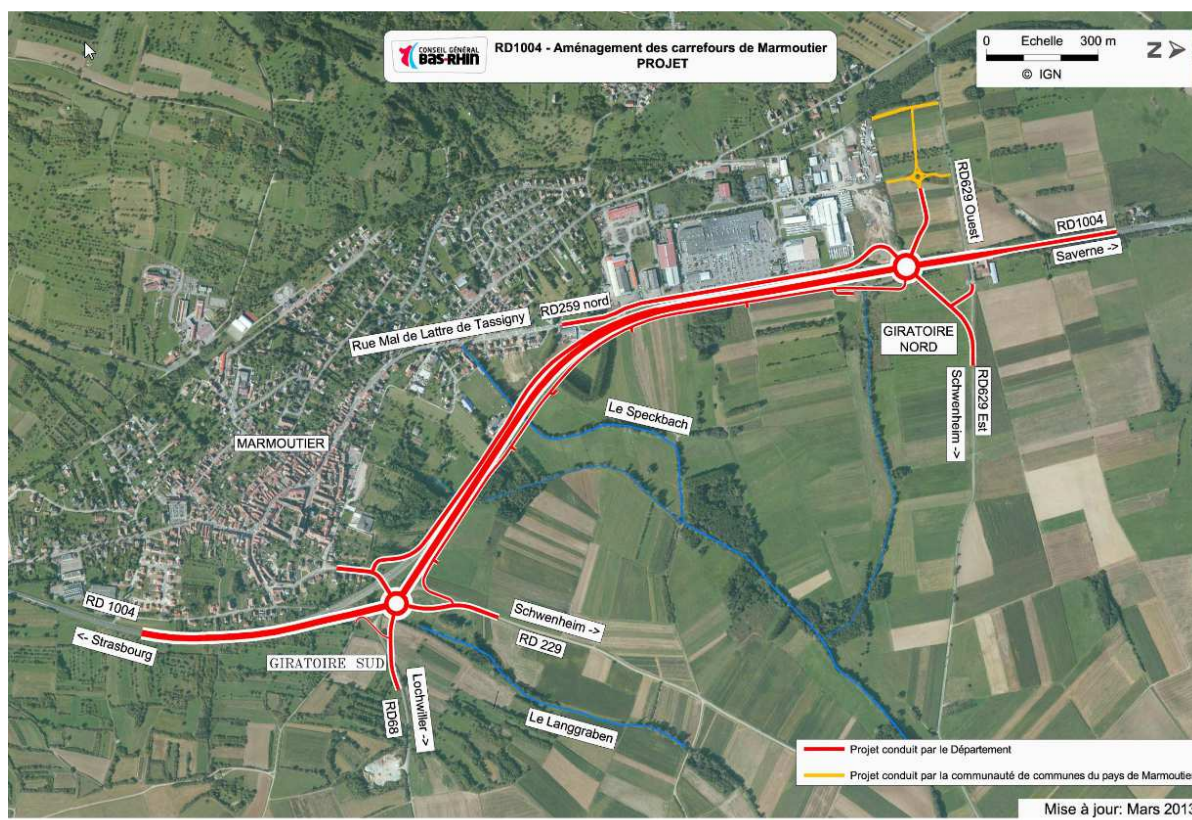 CONSEIL GÉNÉRAL
BAS-RHIN
RD1004 - Aménagement des carrefours de Marmoutier
PROJET
0 Echelle 300 m
© IGN
N
RD629 Ouest
RD1004
Saverne ->
RD259 nord
Rue Mal de Lattre de Tassigny
GIRATOIRE
NORD
RD629 Est
Schwenheim ->
Le Speckbach
MARMOUTIER
RD 1004
<- Strasbourg
Schwenheim ->
RD 229
GIRATOIRE SUD
RD68
Lochwiller ->
Le Langgraben
Projet conduit par le Département
Projet conduit par la communauté de communes du pays de Marmoutier
Mise à jour: Mars 2013